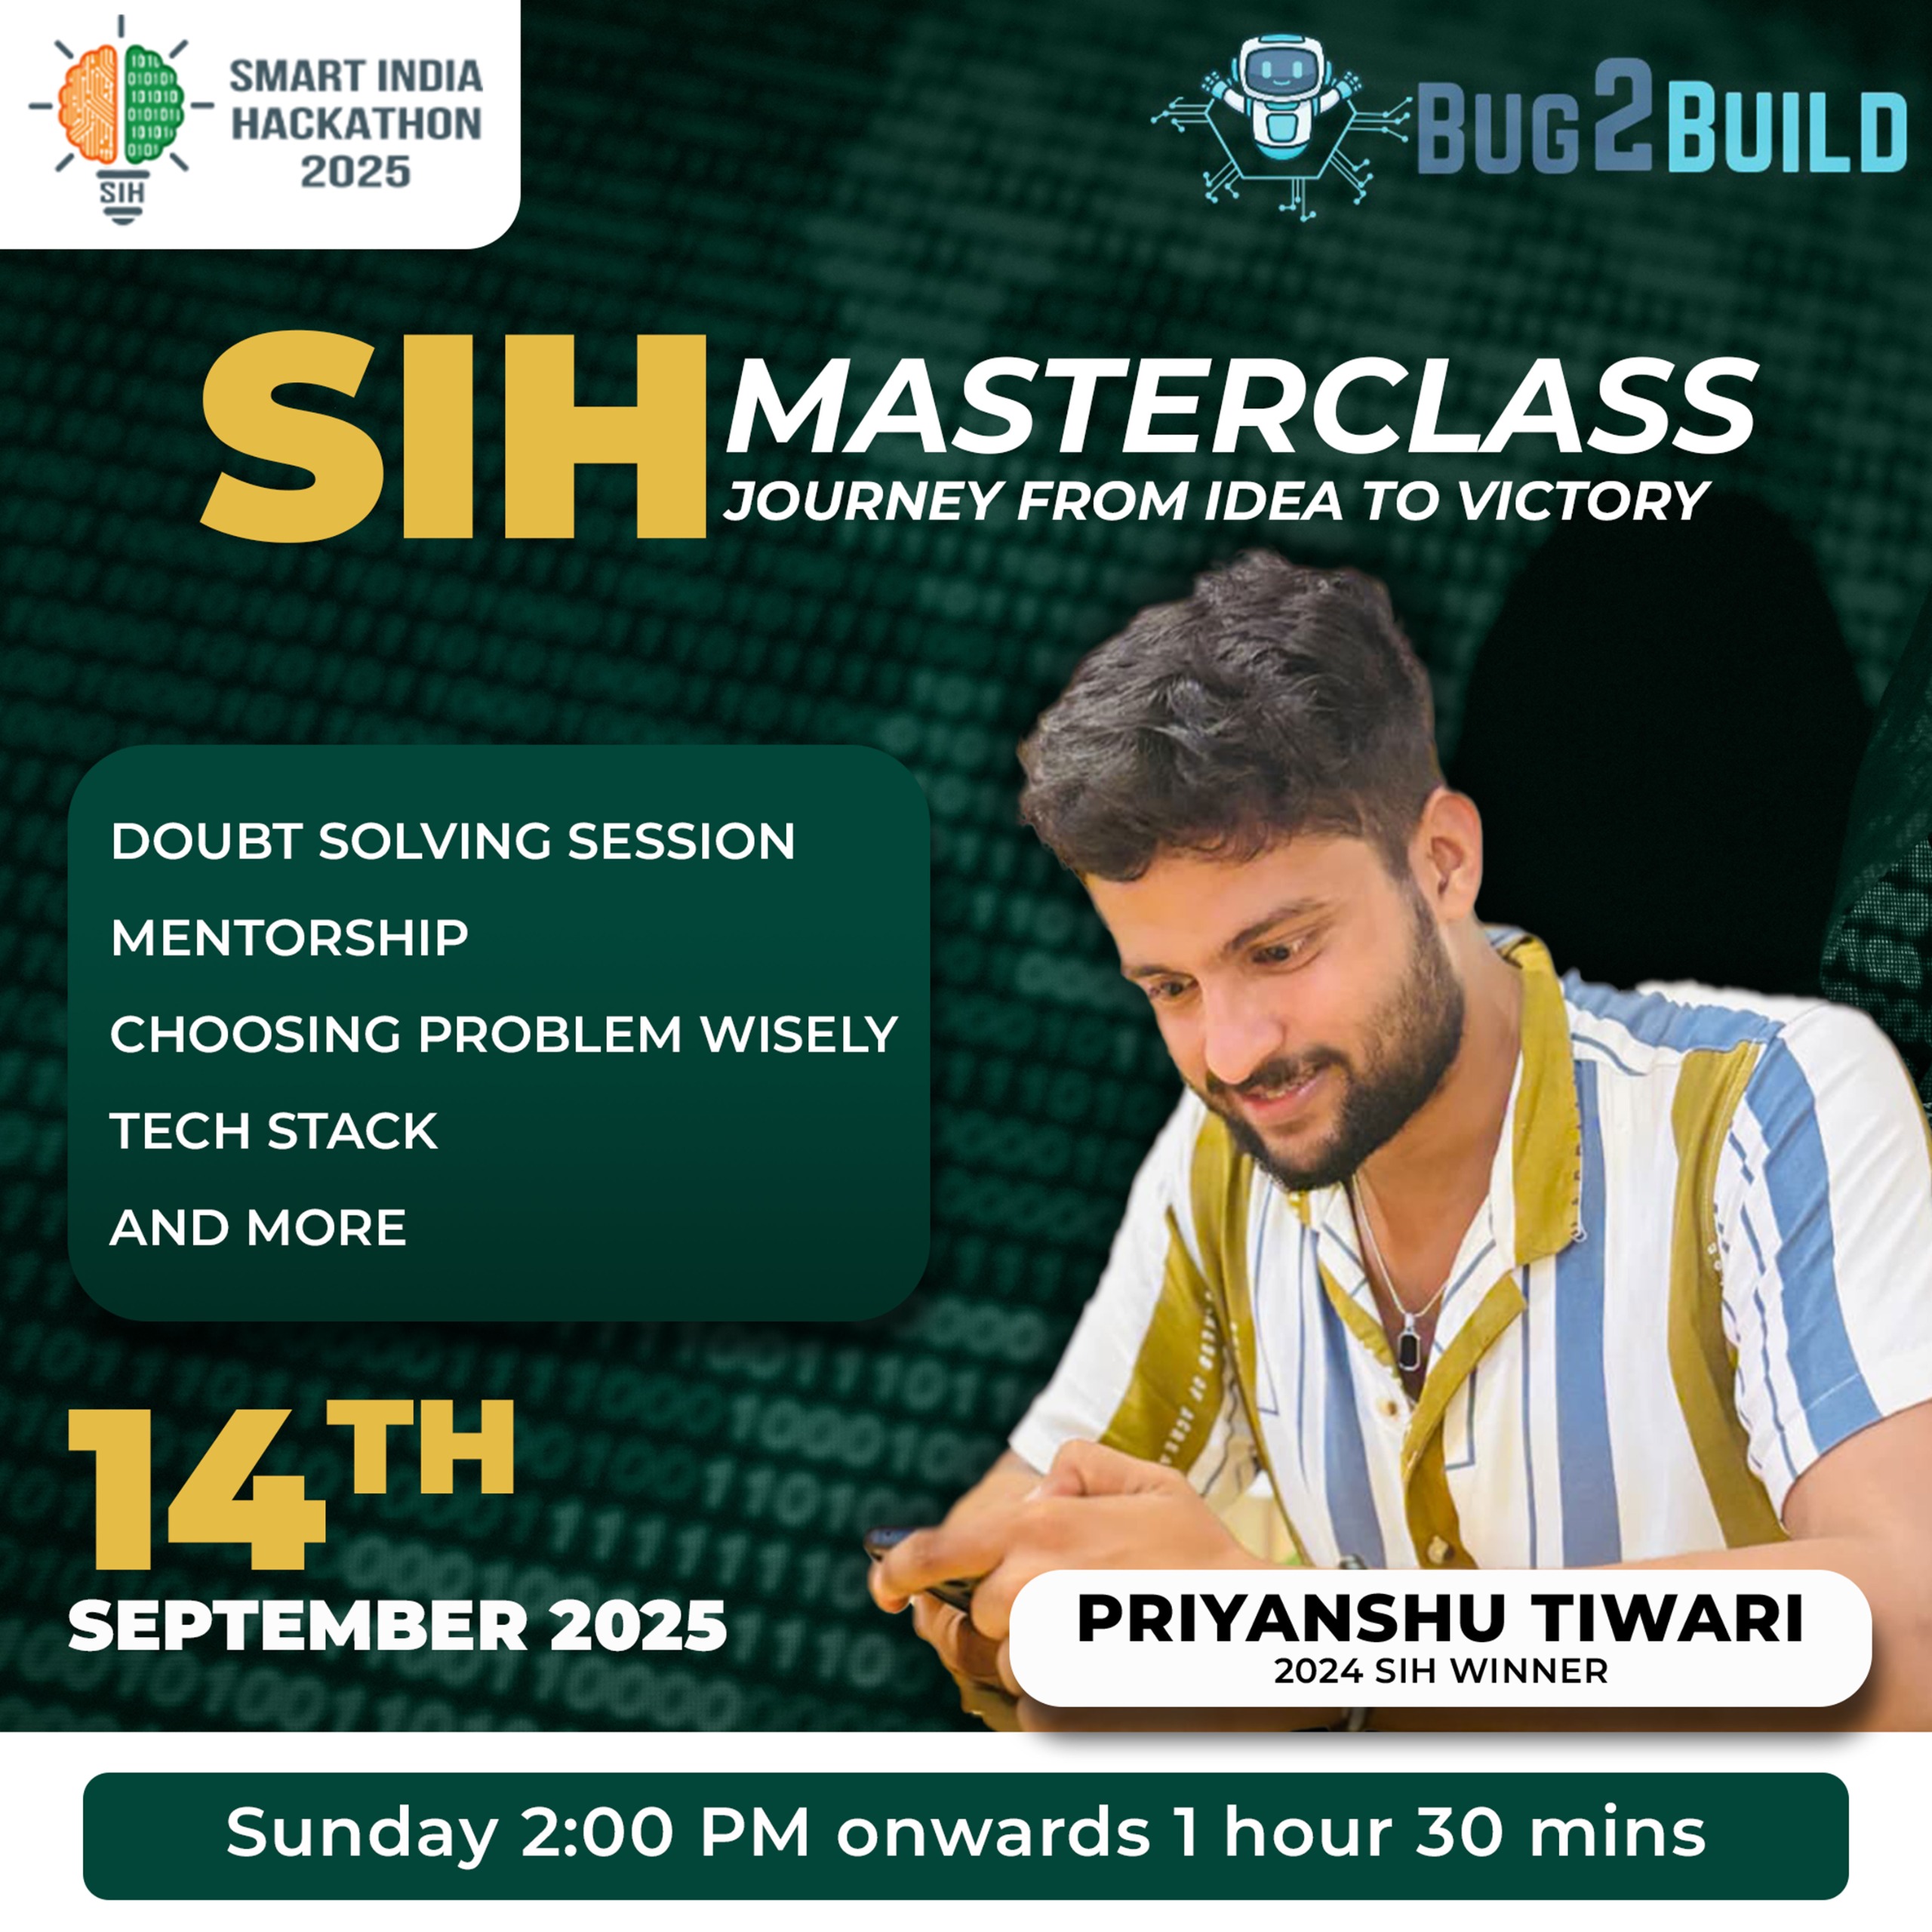 SMART INDIA
HACKATHON
2025
SIH
BUG2BUILD
SIH
MASTERCLASS
JOURNEY FROM IDEA TO VICTORY
DOUBT SOLVING SESSION
MENTORSHIP
CHOOSING PROBLEM WISELY
TECH STACK
AND MORE
14TH
SEPTEMBER 2025
PRIYANSHU TIWARI
2024 SIH WINNER
Sunday 2:00 PM onwards 1 hour 30 mins